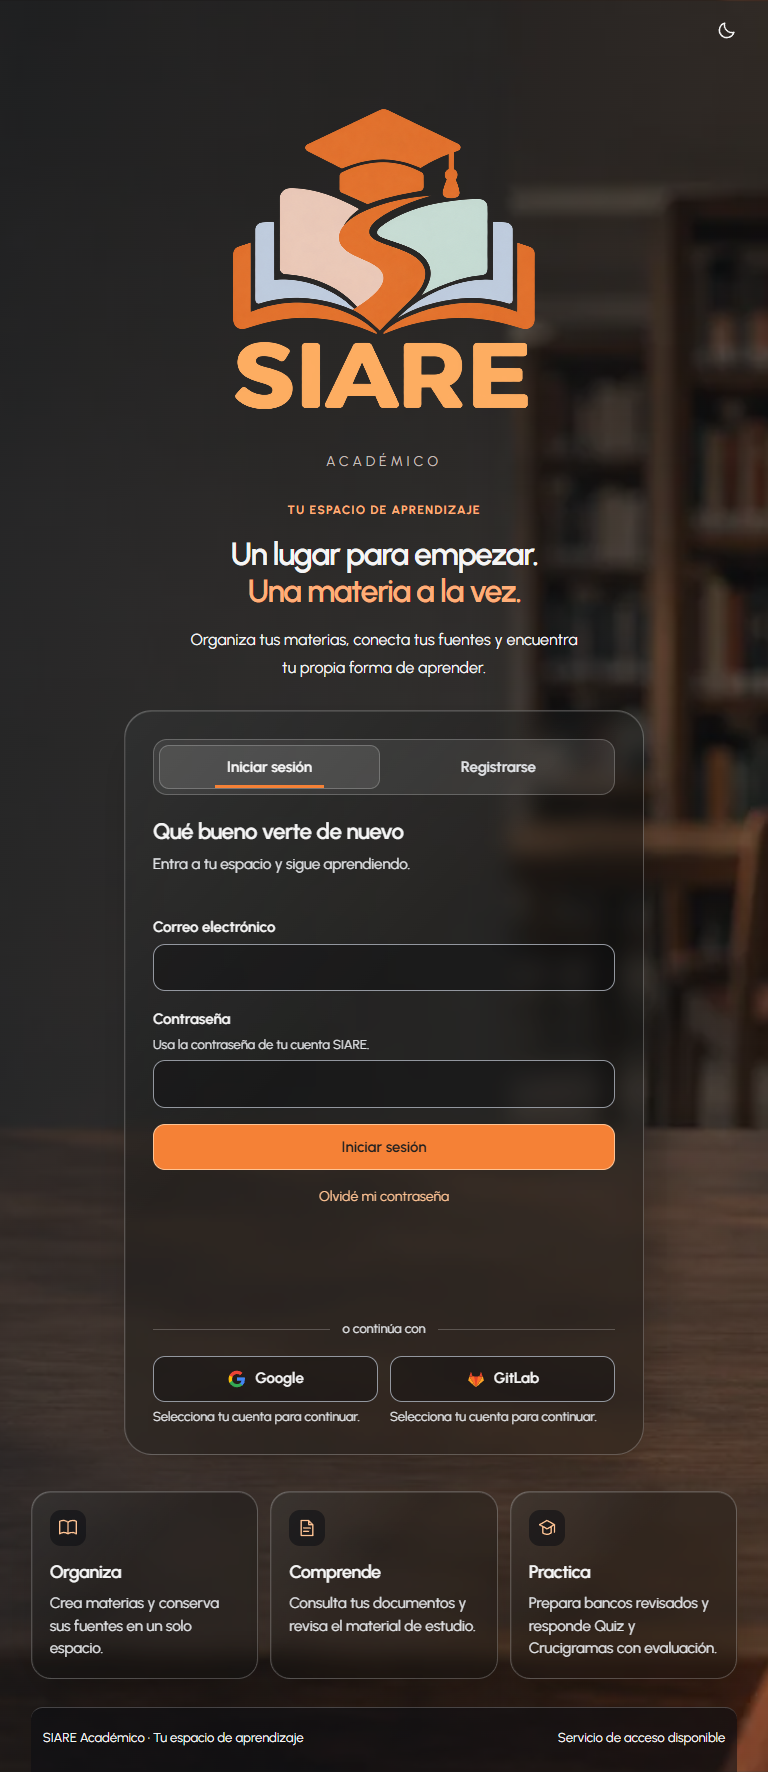 SIARE
ACADÉMICO
TU ESPACIO DE APRENDIZAJE
Un lugar para empezar.
Una materia a la vez.
Organiza tus materias, conecta tus fuentes y encuentra
tu propia forma de aprender.
Iniciar sesión
Registrarse
Qué bueno verte de nuevo
Entra a tu espacio y sigue aprendiendo.
Correo electrónico
Contraseña
Usa la contraseña de tu cuenta SIARE.
Iniciar sesión
Olvidé mi contraseña
o continúa con
Google
GitLab
Selecciona tu cuenta para continuar.
Selecciona tu cuenta para continuar.
Organiza
Crea materias y conserva
sus fuentes en un solo
espacio.
Comprende
Consulta tus documentos y
revisa el material de estudio.
Practica
Prepara bancos revisados y
responde Quiz y
Crucigramas con evaluación.
SIARE Académico · Tu espacio de aprendizaje
Servicio de acceso disponible